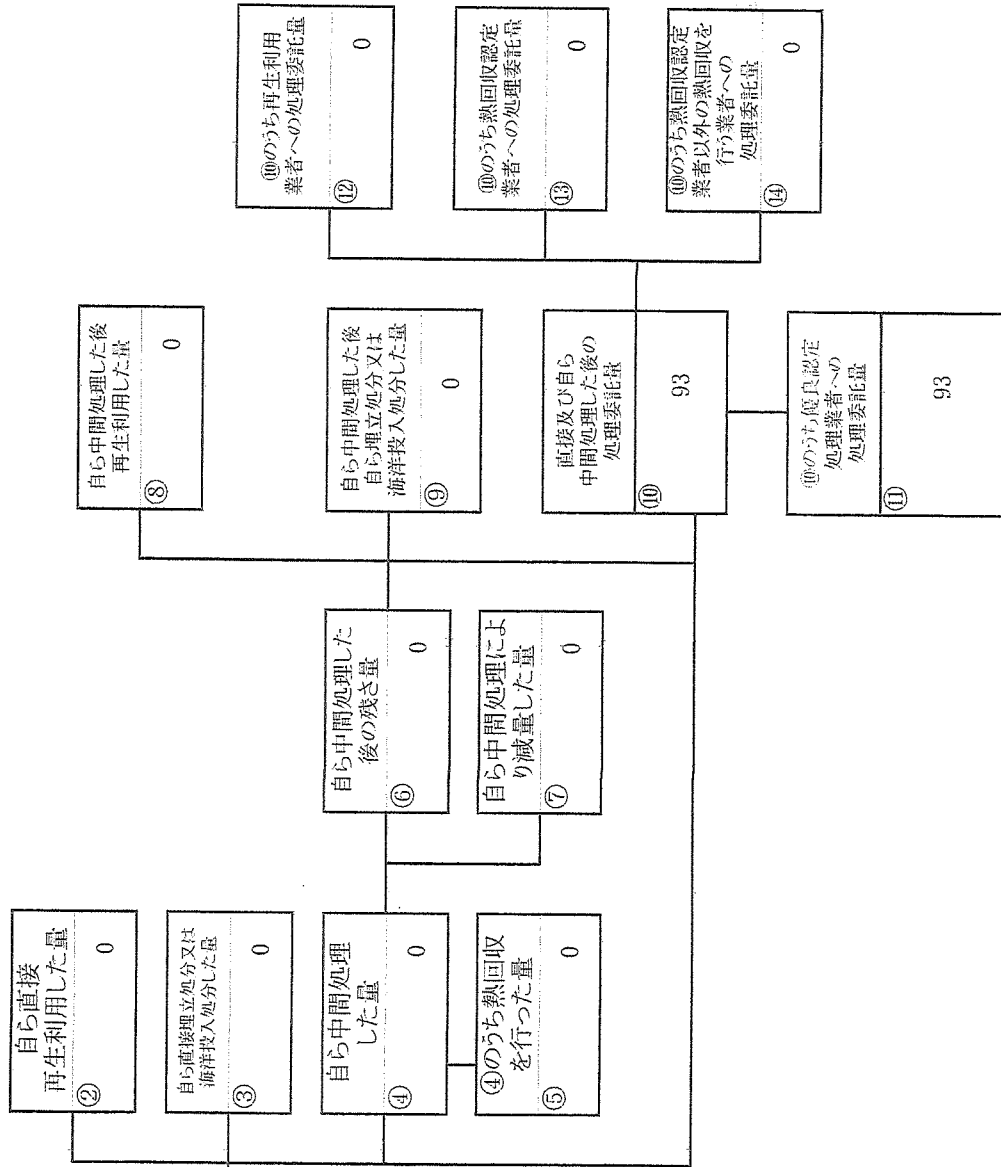 自ら直接
再生利用した量
②
0
自ら直接埋立処分又は
海洋投入処分した量
③
0
自ら中間処理
した量
④
0
④のうち熱回収
を行った量
⑤
0
自ら中間処理した
後の残さ量
⑥
0
自ら中間処理によ
り減量した量
⑦
0
自ら中間処理した後
再生利用した量
⑧
0
自ら中間処理した後
自ら埋立処分又は
海洋投入処分した量
⑨
0
直接及び自ら
中間処理した後の
処理委託量
⑩
93
⑩のうち優良認定
処理業者への
処理委託量
⑪
93
⑩のうち再生利用
業者への処理委託量
⑫
0
⑩のうち熱回収認定
業者への処理委託量
⑬
0
⑩のうち熱回収認定
業者以外の熱回収を
行う業者への
処理委託量
⑭
0